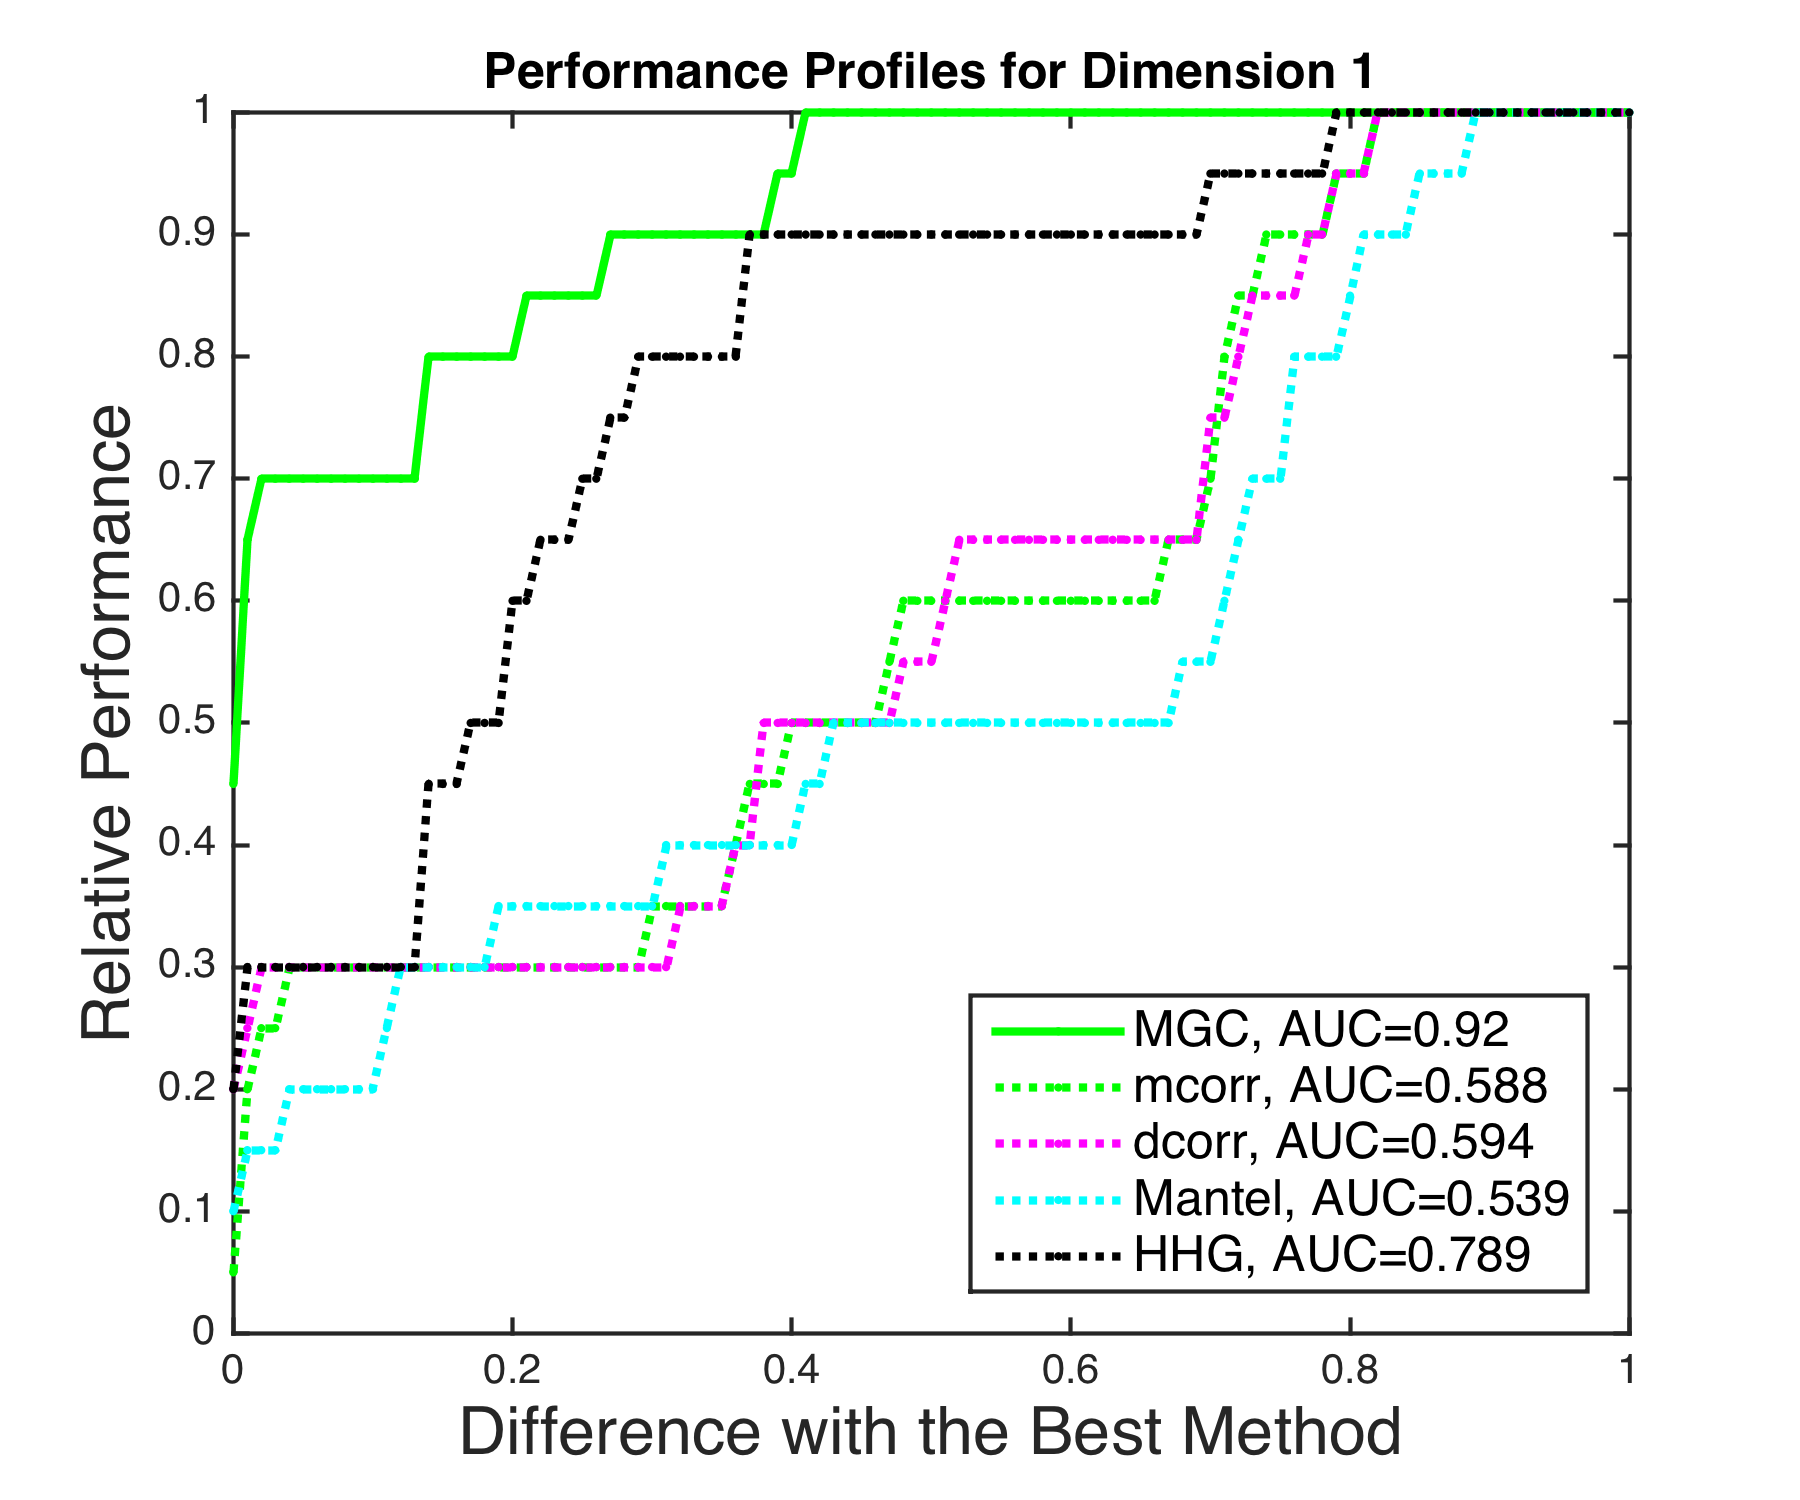 Performance Profiles for Dimension 1
1
0.9
0.8
0.7
0.6
0.5
0.4
0.3
0.2
0.1
0
Relative Performance
MGC, AUC=0.92
mcorr, AUC=0.588
dcorr, AUC=0.594
Mantel, AUC=0.539
HHG, AUC=0.789
0 0.2 0.4 0.6 0.8 1
Difference with the Best Method